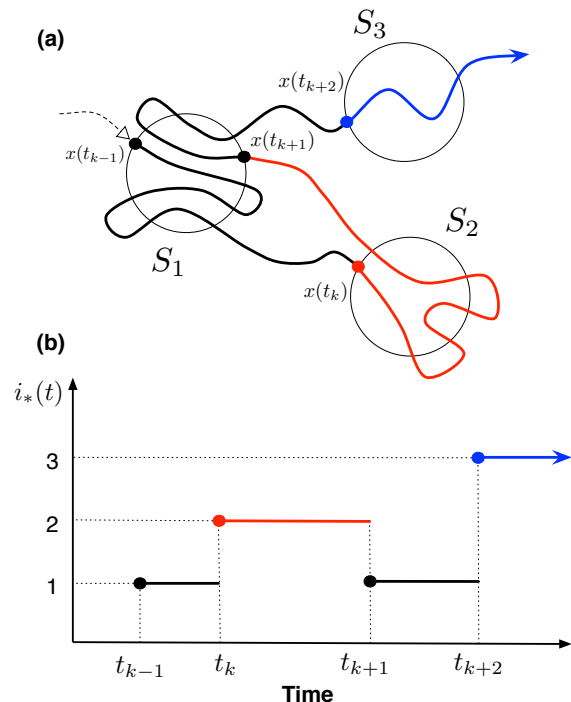 (a)
S_3
x(t_{k+2})
x(t_{k+1})
x(t_{k-1})
S_1
S_2
x(t_k)
(b)
i_*(t)
3
2
1
t_{k-1} t_k t_{k+1} t_{k+2}
Time